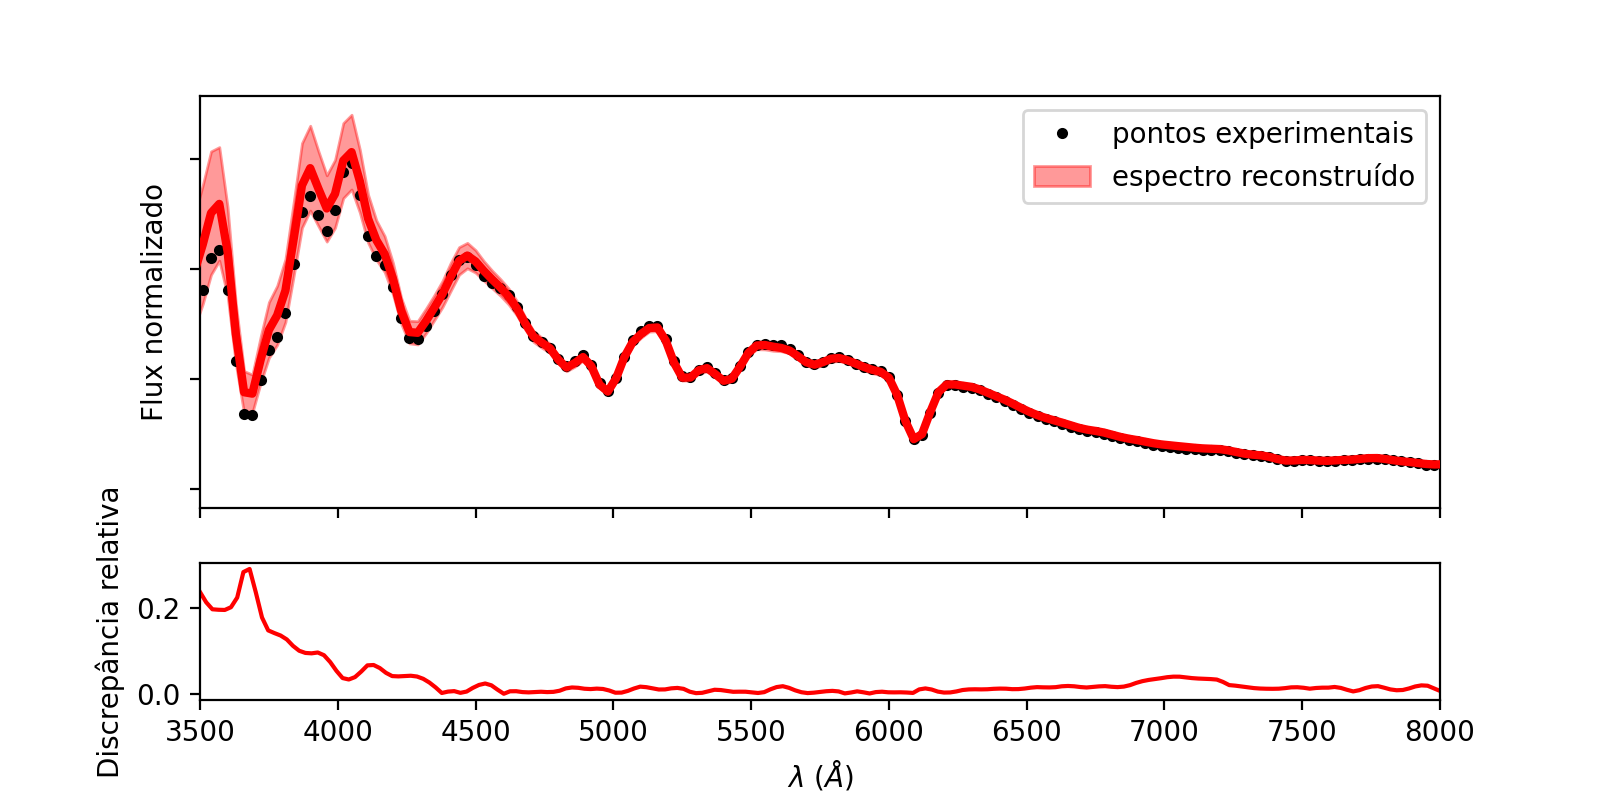 Flux normalizado
pontos experimentais
espectro reconstruído
Discrepância relativa
0.2
0.0
3500 4000 4500 5000 5500 6000 6500 7000 7500 8000
λ (Å)